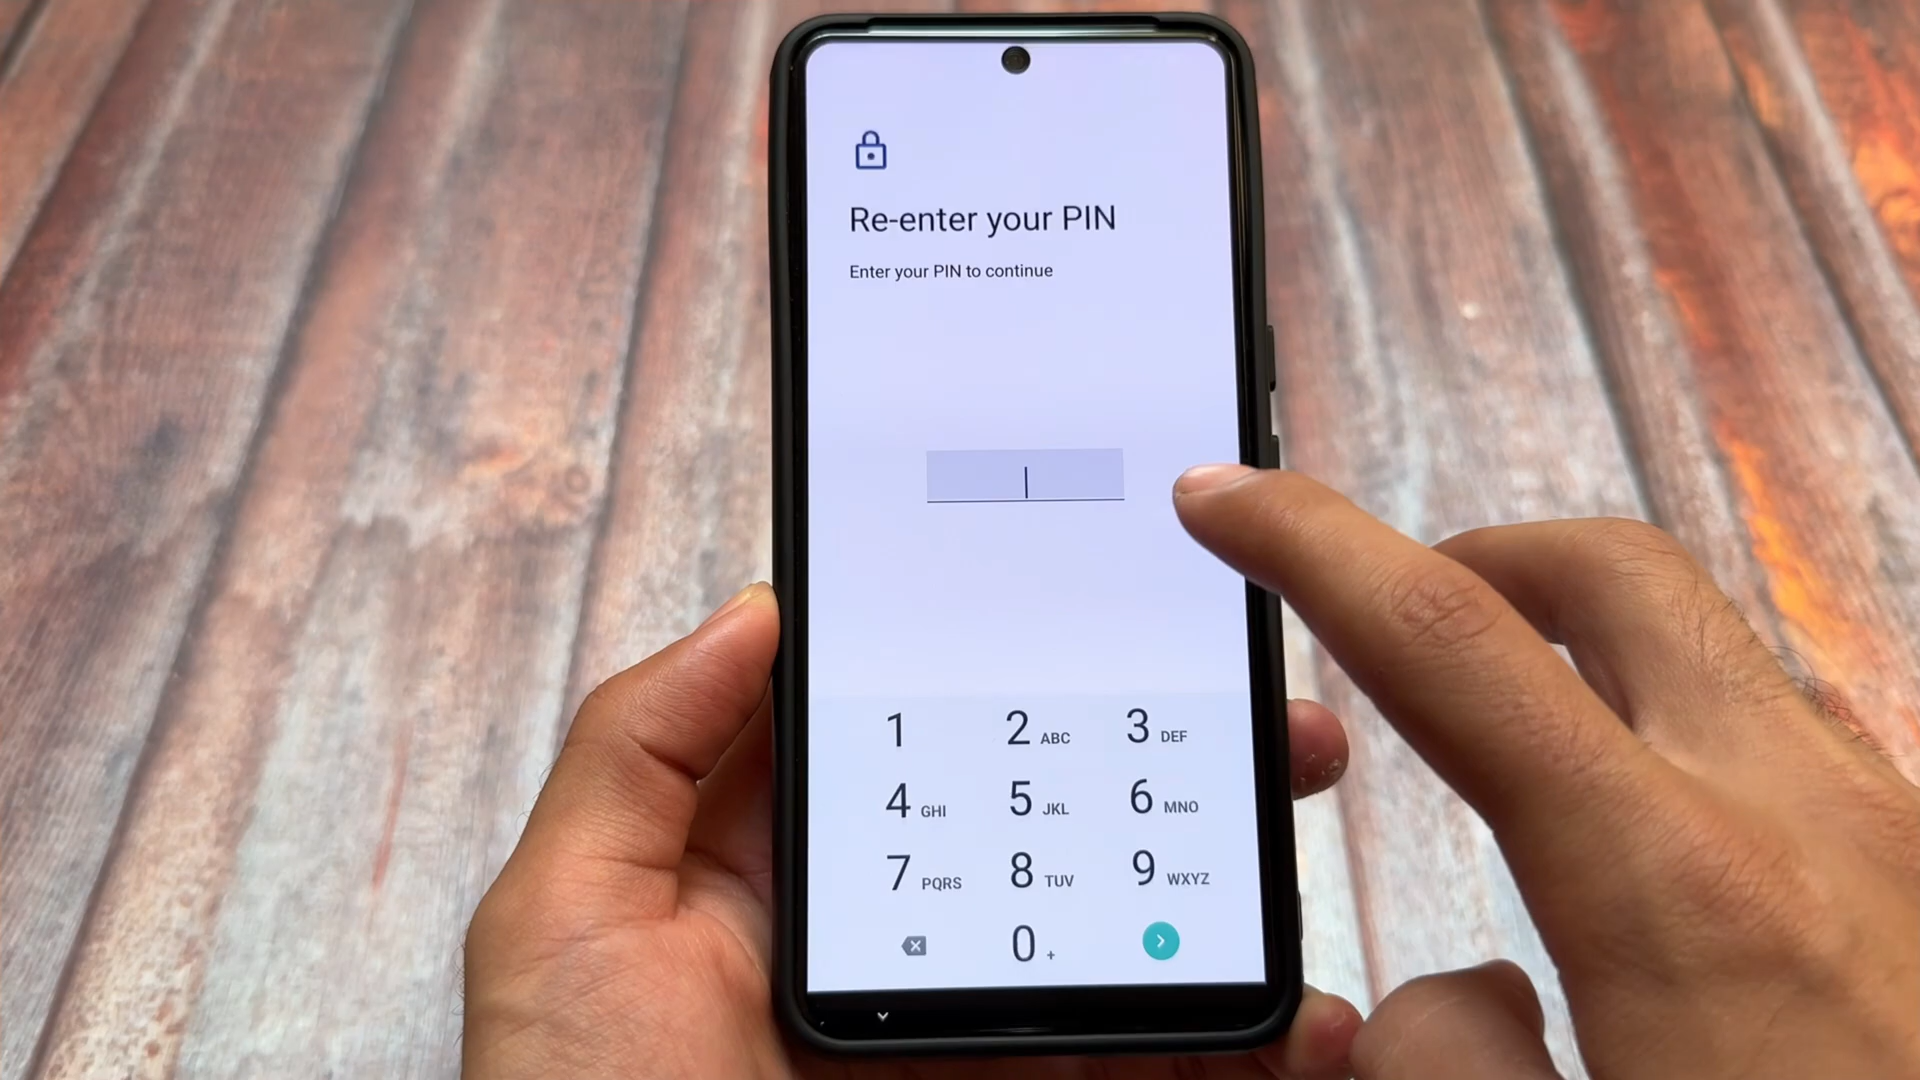 Re-enter your PIN
Enter your PIN to continue
1 2 ABC 3 DEF
4 GHI 5 JKL 6 MNO
7 PQRS 8 TUV 9 WXYZ
0 +